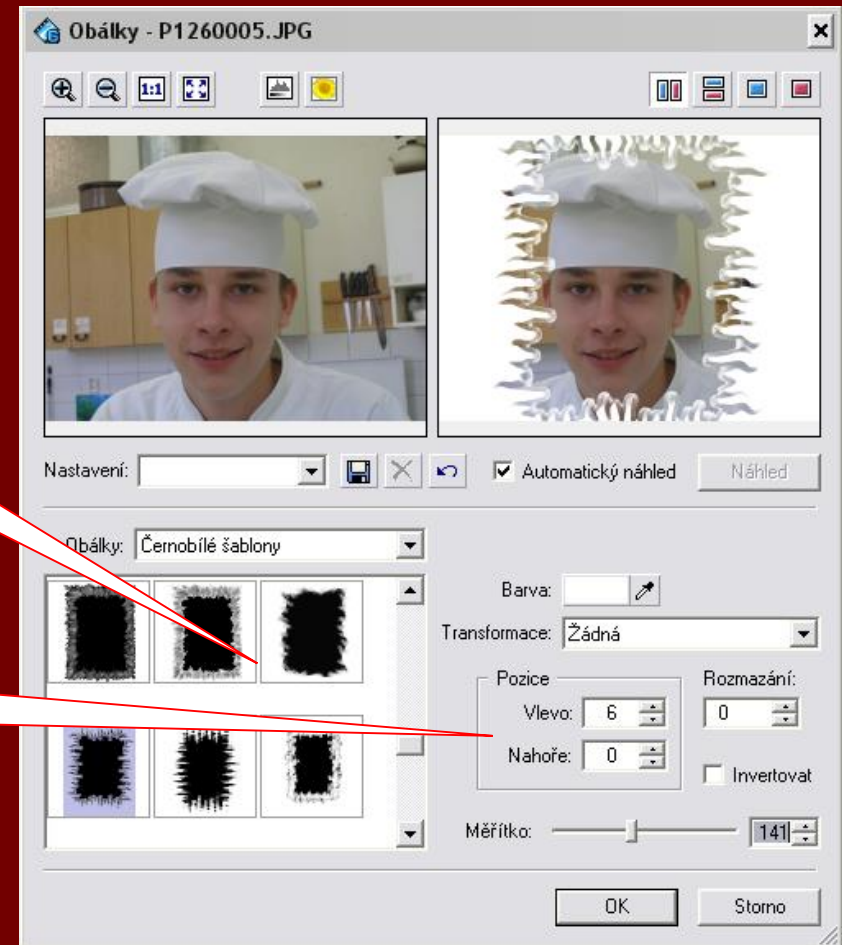 Obálky - P1260005.JPG
1:1
Nastavení:
Automatický náhled
Náhled
Obálky: Černobílé šablony
Barva:
Transformace: Žádná
Pozice
Rozmazání:
Vlevo: 6
0
Nahoře: 0
Invertovat
Měřítko:
141
OK
Storno